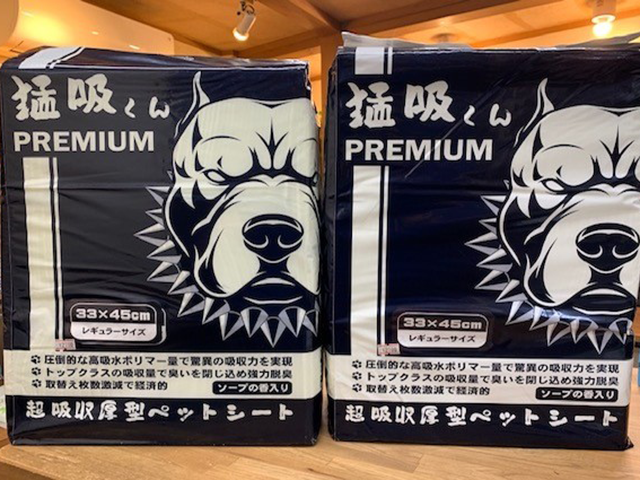 猛吸くん
PREMIUM
33×45cm
レギュラーサイズ
圧倒的な高吸水ポリマー量で驚異の吸収力を実現
トップクラスの吸収量で臭いを閉じ込め強力脱臭
取替え枚数激減で経済的
ソープの香入り
超吸収厚型ペットシート
猛吸くん
PREMIUM
33×45cm
レギュラーサイズ
圧倒的な高吸水ポリマー量で驚異の吸収力を実現
トップクラスの吸収量で臭いを閉じ込め強力脱臭
取替え枚数激減で経済的
ソープの香入り
超吸収厚型ペットシート